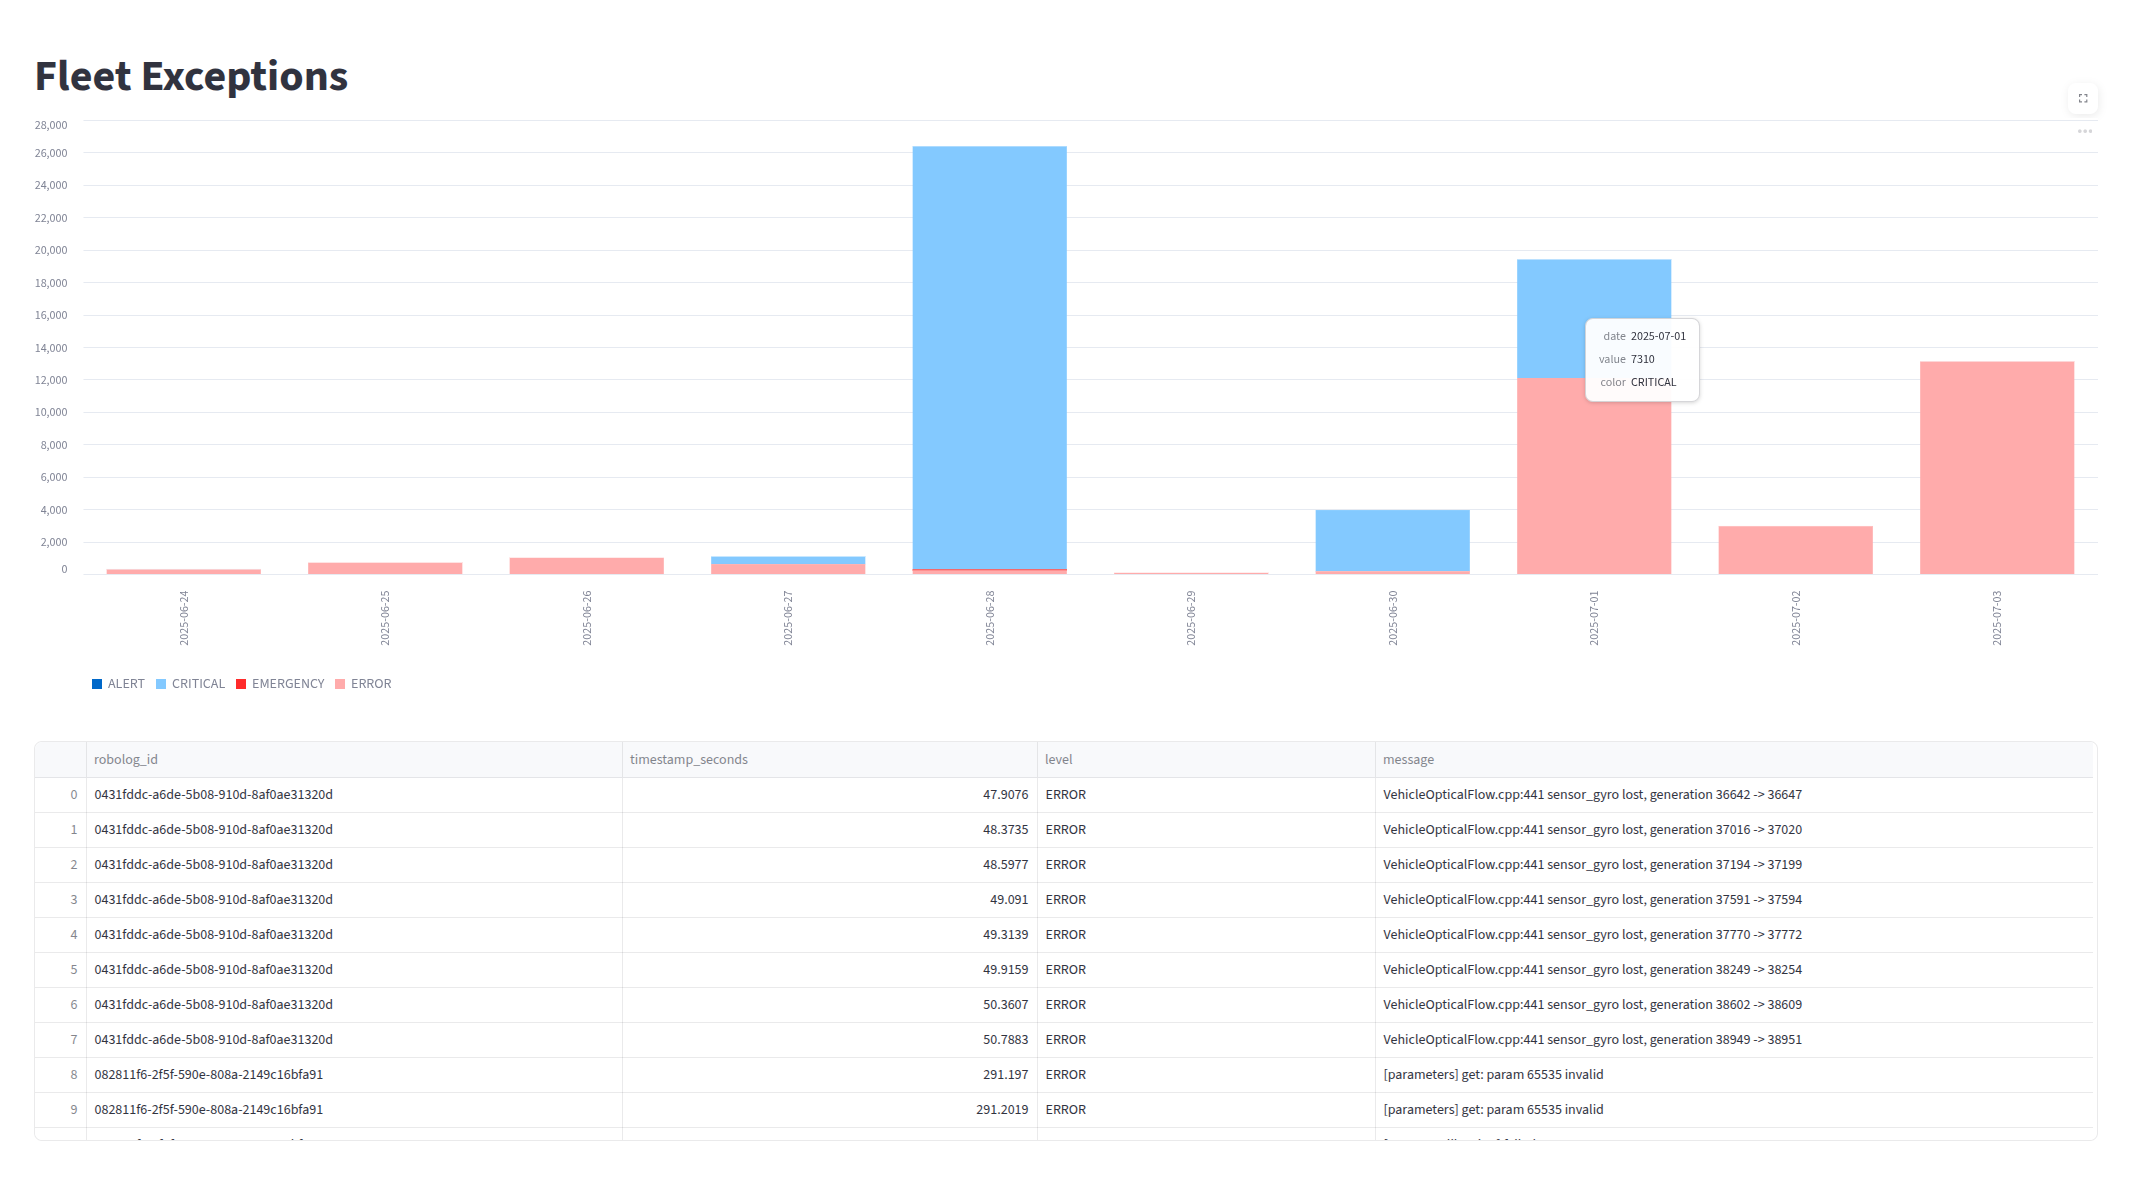 Fleet Exceptions
28,000
26,000
24,000
22,000
20,000
18,000
16,000
14,000
12,000
10,000
8,000
6,000
4,000
2,000
0
date 2025-07-01
value 7310
color CRITICAL
2025-06-24
2025-06-25
2025-06-26
2025-06-27
2025-06-28
2025-06-29
2025-06-30
2025-07-01
2025-07-02
2025-07-03
ALERT CRITICAL EMERGENCY ERROR
robolog_id timestamp_seconds level message
0 0431fddc-a6de-5b08-910d-8af0ae31320d 47.9076 ERROR VehicleOpticalFlow.cpp:441 sensor_gyro lost, generation 36642 -> 36647
1 0431fddc-a6de-5b08-910d-8af0ae31320d 48.3735 ERROR VehicleOpticalFlow.cpp:441 sensor_gyro lost, generation 37016 -> 37020
2 0431fddc-a6de-5b08-910d-8af0ae31320d 48.5977 ERROR VehicleOpticalFlow.cpp:441 sensor_gyro lost, generation 37194 -> 37199
3 0431fddc-a6de-5b08-910d-8af0ae31320d 49.091 ERROR VehicleOpticalFlow.cpp:441 sensor_gyro lost, generation 37591 -> 37594
4 0431fddc-a6de-5b08-910d-8af0ae31320d 49.3139 ERROR VehicleOpticalFlow.cpp:441 sensor_gyro lost, generation 37770 -> 37772
5 0431fddc-a6de-5b08-910d-8af0ae31320d 49.9159 ERROR VehicleOpticalFlow.cpp:441 sensor_gyro lost, generation 38249 -> 38254
6 0431fddc-a6de-5b08-910d-8af0ae31320d 50.3607 ERROR VehicleOpticalFlow.cpp:441 sensor_gyro lost, generation 38602 -> 38609
7 0431fddc-a6de-5b08-910d-8af0ae31320d 50.7883 ERROR VehicleOpticalFlow.cpp:441 sensor_gyro lost, generation 38949 -> 38951
8 082811f6-2f5f-590e-808a-2149c16bfa91 291.197 ERROR [parameters] get: param 65535 invalid
9 082811f6-2f5f-590e-808a-2149c16bfa91 291.2019 ERROR [parameters] get: param 65535 invalid